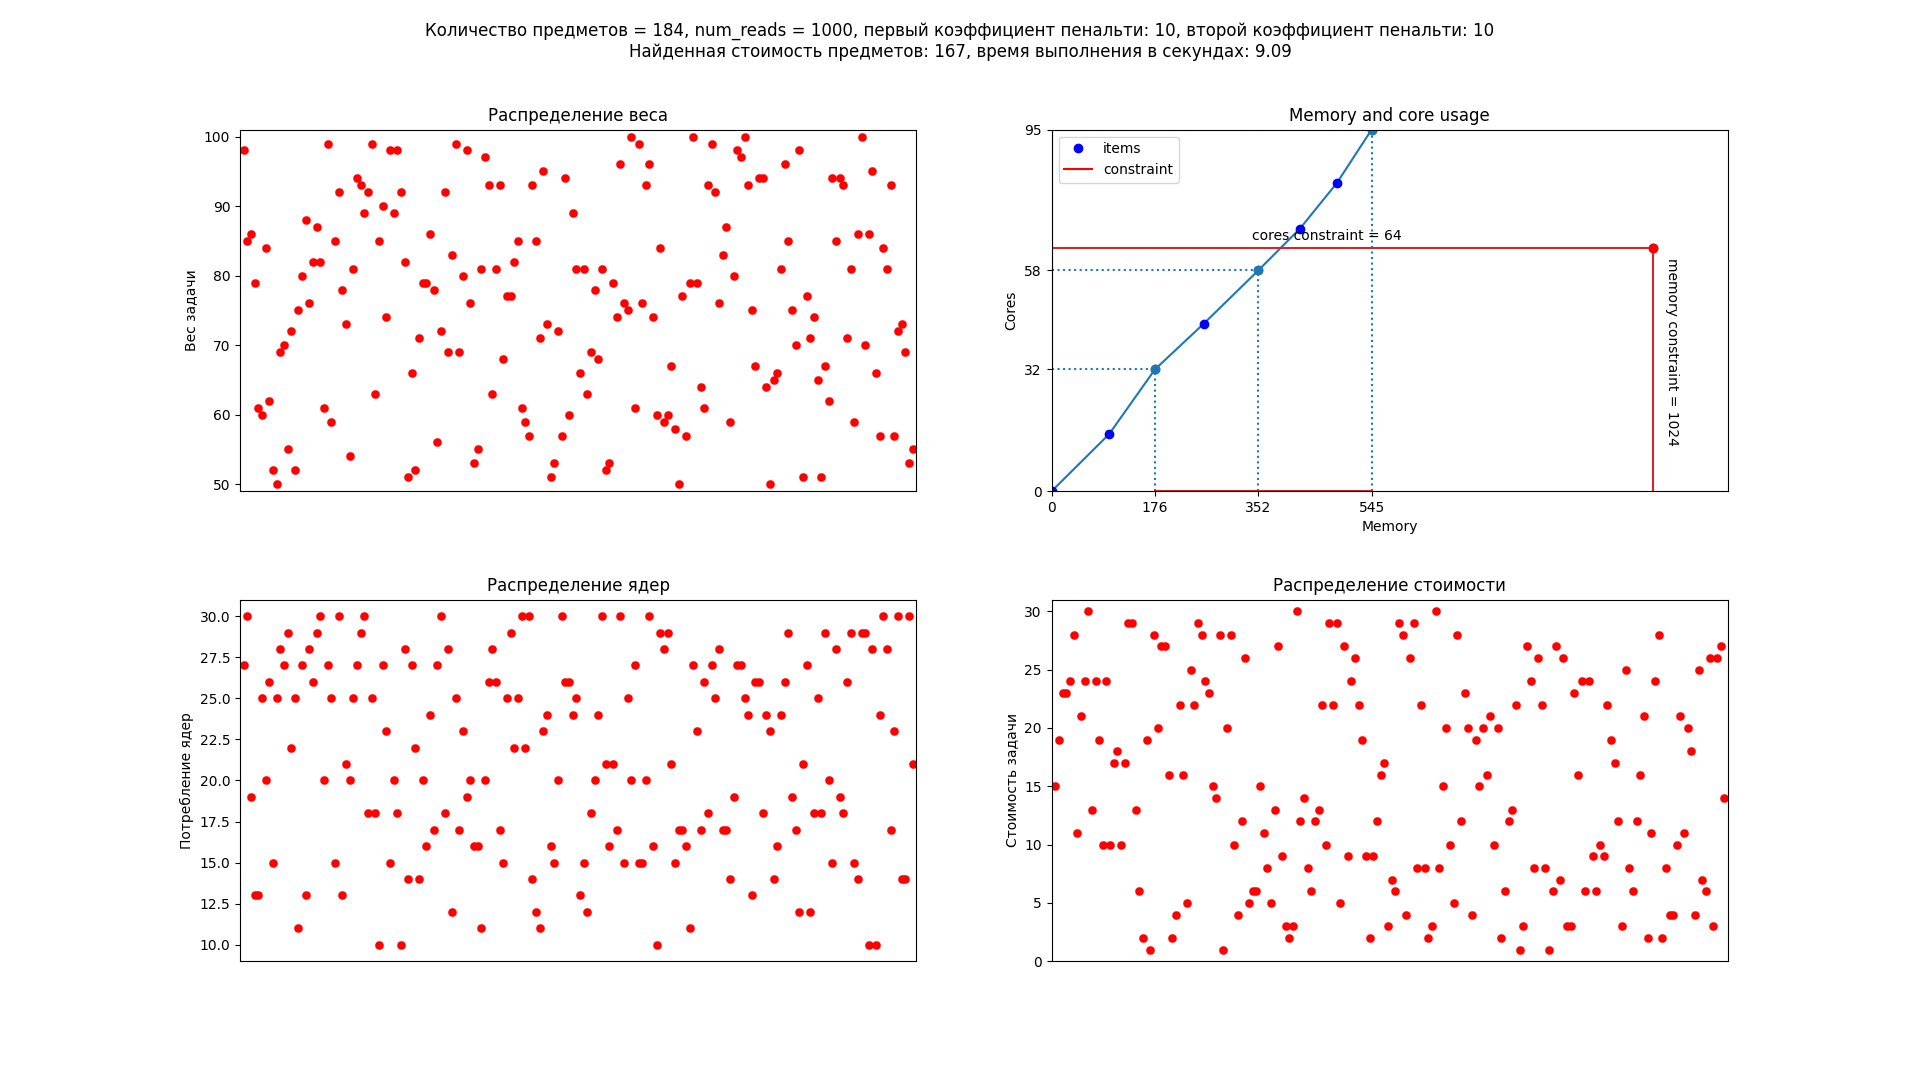 Количество предметов = 184, num_reads = 1000, первый коэффициент пенальти: 10, второй коэффициент пенальти: 10
Найденная стоимость предметов: 167, время выполнения в секундах: 9.09
Распределение веса
100
90
80
70
60
50
Вес задачи
Memory and core usage
items
constraint
95
58
32
0
Cores
cores constraint = 64
memory constraint = 1024
0
176
352
545
Memory
Распределение ядер
30.0
27.5
25.0
22.5
20.0
17.5
15.0
12.5
10.0
Потребление ядер
Распределение стоимости
30
25
20
15
10
5
0
Стоимость задачи